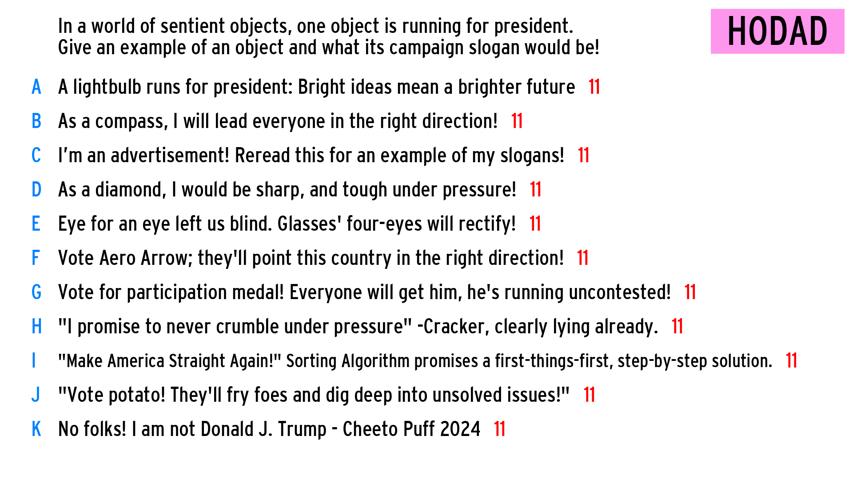 In a world of sentient objects, one object is running for president.
Give an example of an object and what its campaign slogan would be!
HODAD
A A lightbulb runs for president: Bright ideas mean a brighter future 11
B As a compass, I will lead everyone in the right direction! 11
C I'm an advertisement! Reread this for an example of my slogans! 11
D As a diamond, I would be sharp, and tough under pressure! 11
E Eye for an eye left us blind. Glasses' four-eyes will rectify! 11
F Vote Aero Arrow; they'll point this country in the right direction! 11
G Vote for participation medal! Everyone will get him, he's running uncontested! 11
H "I promise to never crumble under pressure" -Cracker, clearly lying already. 11
I "Make America Straight Again!" Sorting Algorithm promises a first-things-first, step-by-step solution. 11
J "Vote potato! They'll fry foes and dig deep into unsolved issues!" 11
K No folks! I am not Donald J. Trump - Cheeto Puff 2024 11